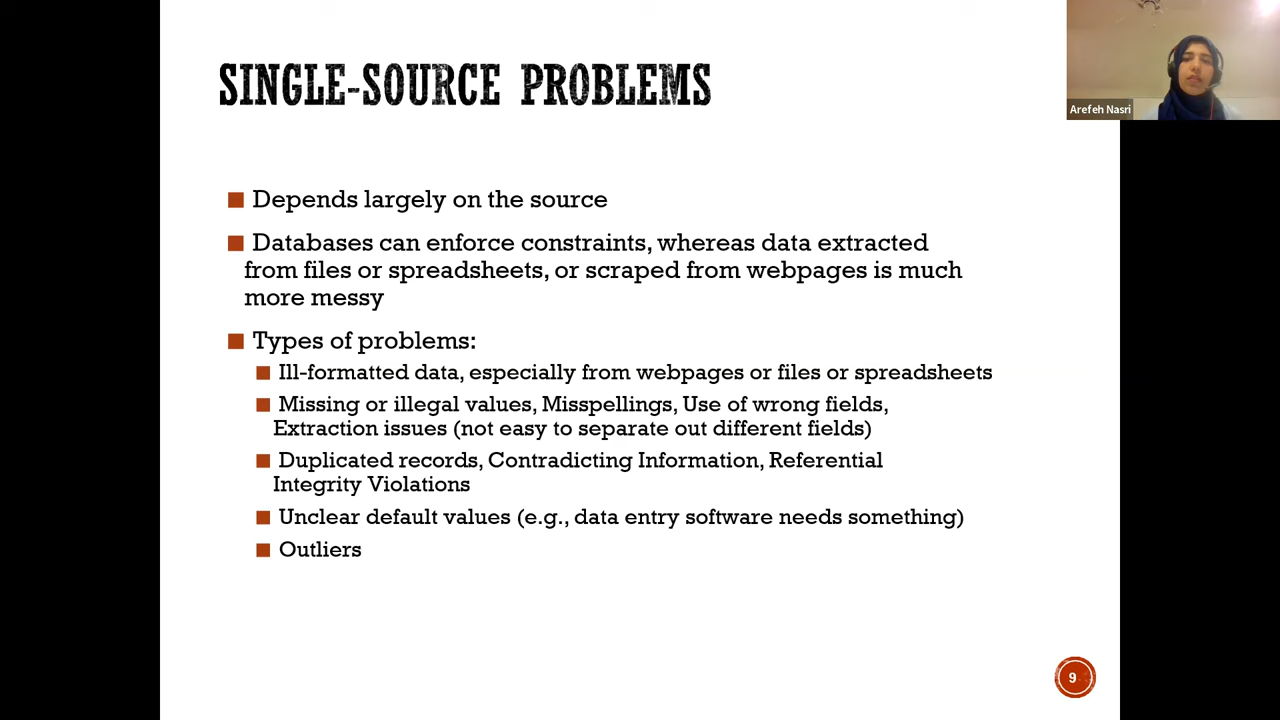 SINGLE-SOURCE PROBLEMS
Arefeh Nasri
Depends largely on the source
Databases can enforce constraints, whereas data extracted
from files or spreadsheets, or scraped from webpages is much
more messy
Types of problems:
Ill-formatted data, especially from webpages or files or spreadsheets
Missing or illegal values, Misspellings, Use of wrong fields,
Extraction issues (not easy to separate out different fields)
Duplicated records, Contradicting Information, Referential
Integrity Violations
Unclear default values (e.g., data entry software needs something)
Outliers
9